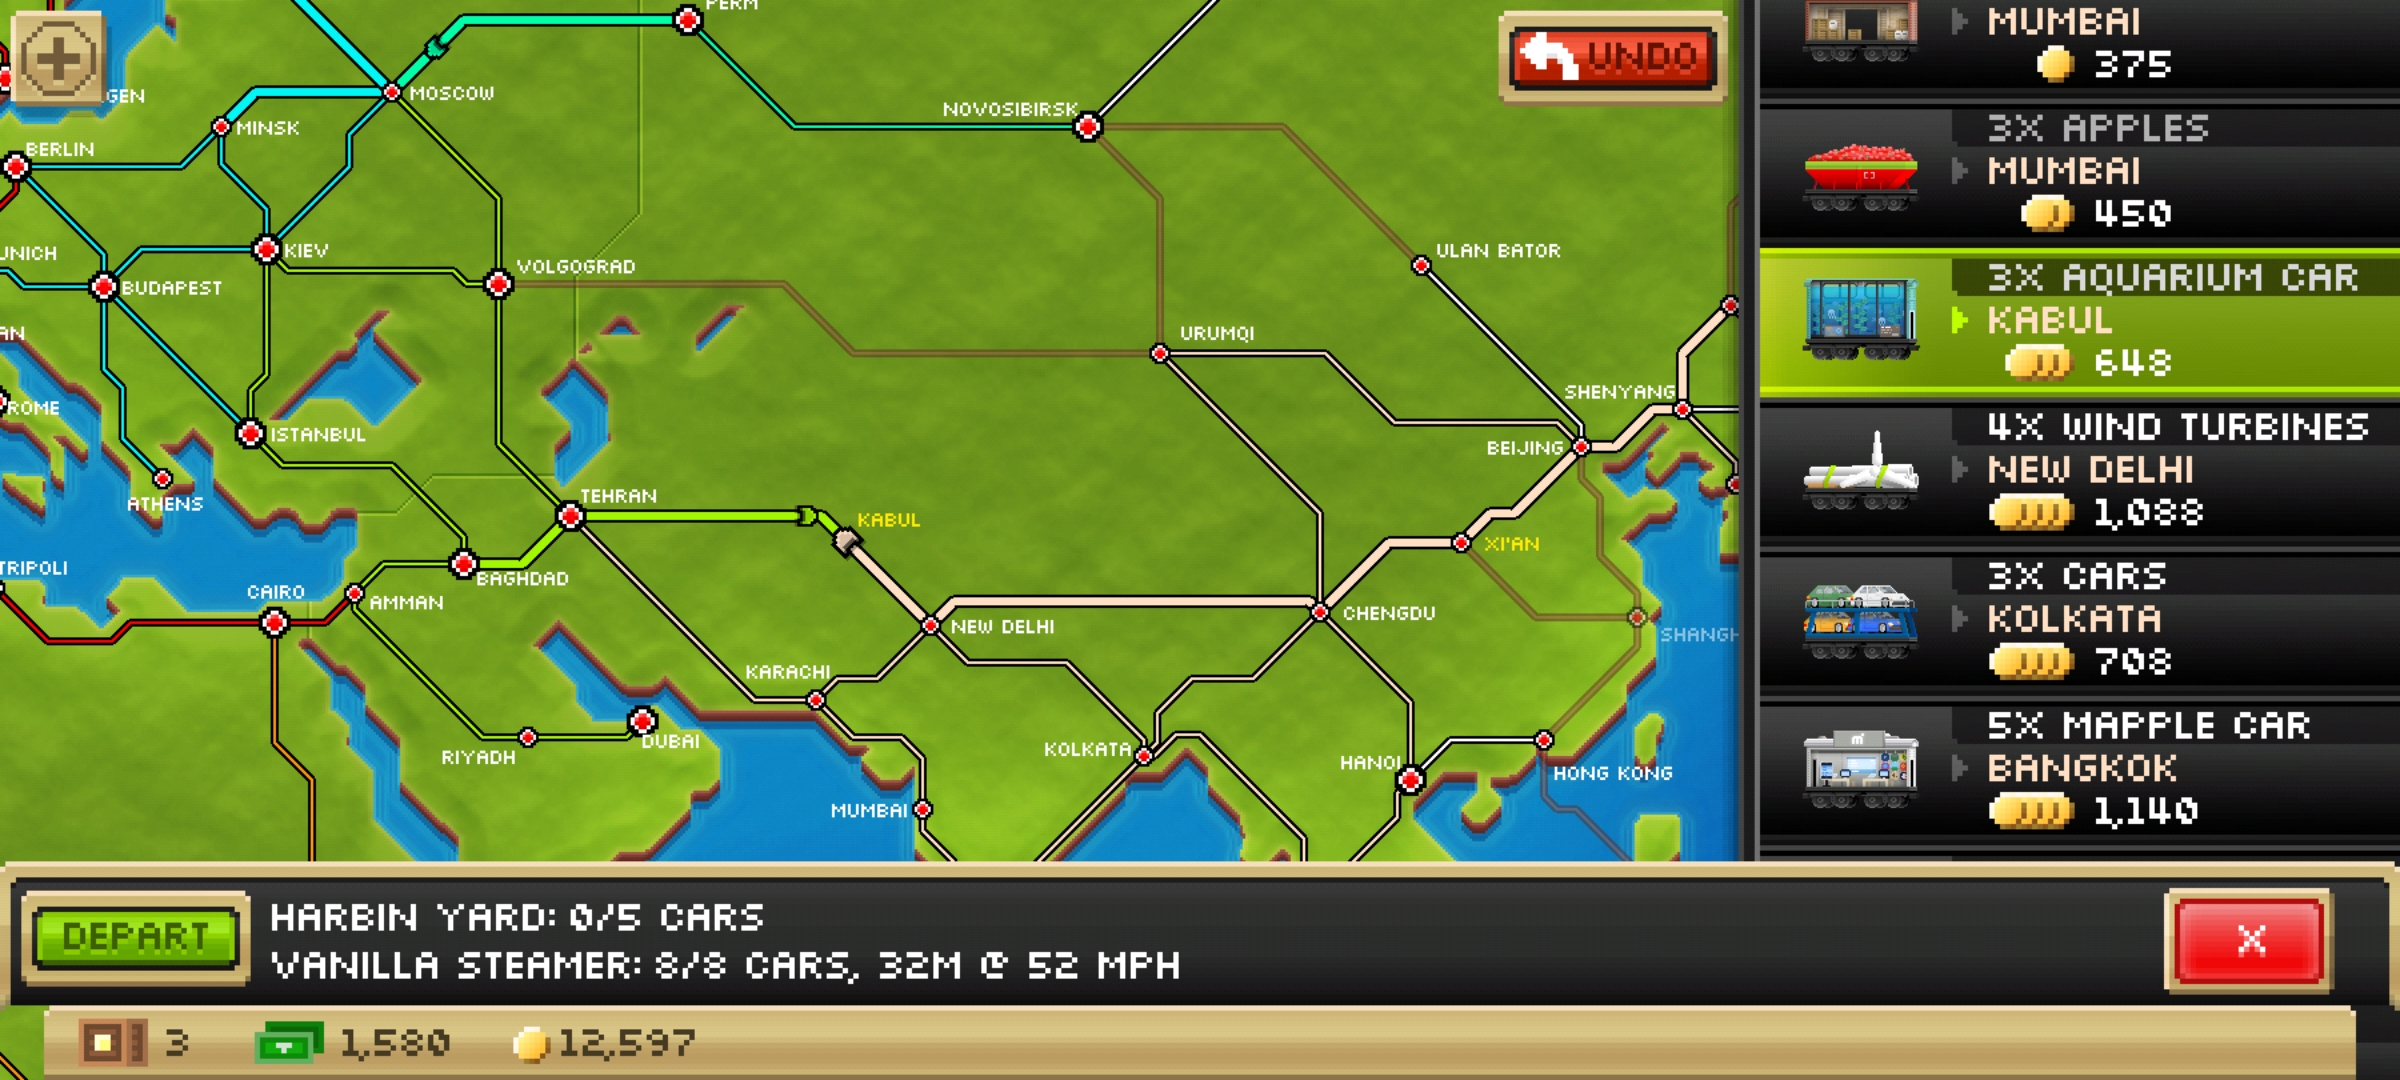 PERM
UNDO
MOSCOW
MINSK
BERLIN
NOVOSIBIRSK
KIEV
VOLGOGRAD
BUDAPEST
ULAN BATOR
URUMQI
SHENYANG
BEIJING
ROME
ISTANBUL
ATHENS
TEHRAN
KABUL
XI'AN
TRIPOLI
BAGHDAD
CAIRO
AMMAN
NEW DELHI
CHENGDU
KARACHI
DUBAI
RIYADH
KOLKATA
HANOI
HONG KONG
MUMBAI
MUMBAI
375
3X APPLES
MUMBAI
450
3X AQUARIUM CAR
KABUL
648
4X WIND TURBINES
NEW DELHI
1,088
3X CARS
KOLKATA
708
5X MAPPLE CAR
BANGKOK
1,140
DEPART
HARBIN YARD: 0/5 CARS
VANILLA STEAMER: 8/8 CARS, 32M @ 52 MPH
X
3
1,580
12,597